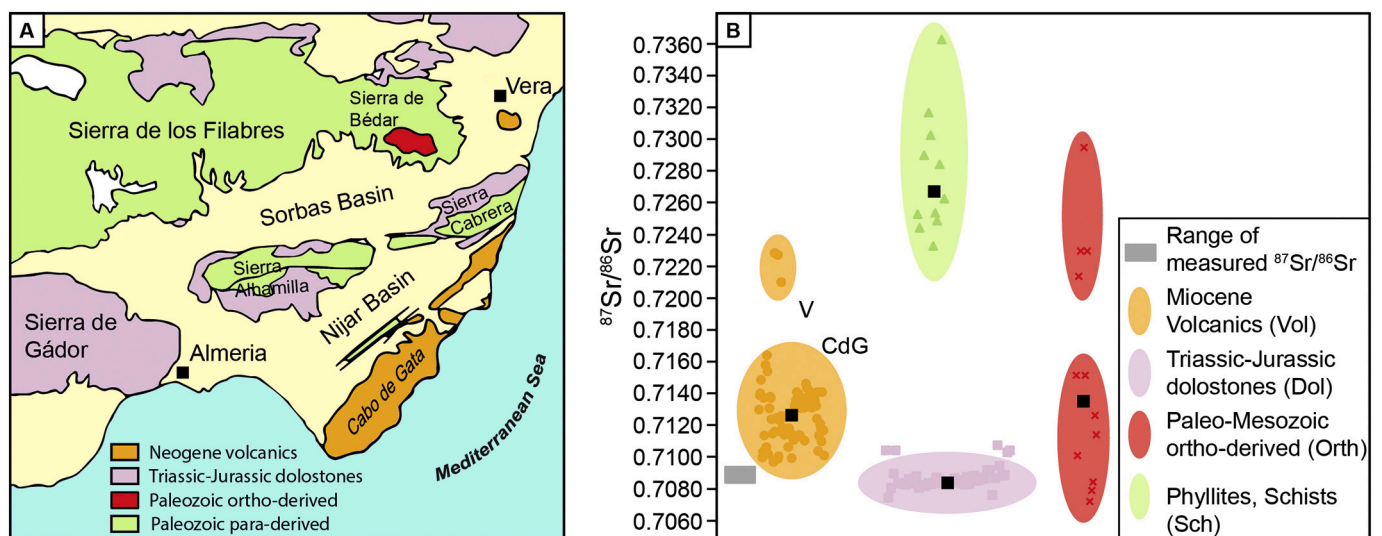 A
Vera
Sierra de
Bédar
Sierra de los Filabres
Sorbas Basin
Sierra
Cabrera
Sierra
Alhamilla
Nijar Basin
Sierra de
Gádor
Almeria
Cabo de Gata
Mediterranean Sea
Neogene volcanics
Triassic-Jurassic dolostones
Paleozoic ortho-derived
Paleozoic para-derived
B
⁸⁷Sr/⁸⁶Sr
0.7360
0.7340
0.7320
0.7300
0.7280
0.7260
0.7240
0.7220
0.7200
0.7180
0.7160
0.7140
0.7120
0.7100
0.7080
0.7060
V
CdG
Range of
measured ⁸⁷Sr/⁸⁶Sr
Miocene
Volcanics (Vol)
Triassic-Jurassic
dolostones (Dol)
Paleo-Mesozoic
ortho-derived (Orth)
Phyllites, Schists
(Sch)